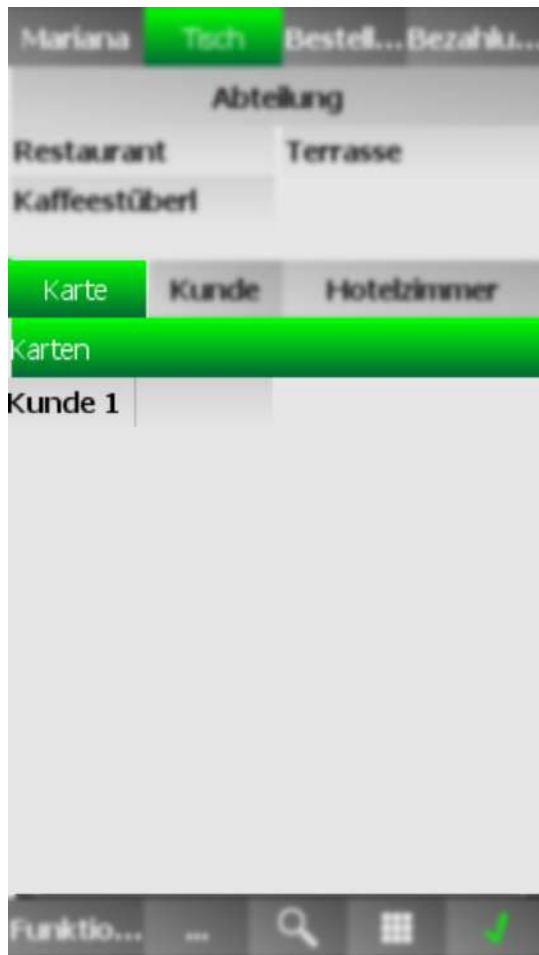 Mariana Tisch Bestell... Bezahlu...
Abteilung
Restaurant Terrasse
Kaffeestüberl
Karte Kunde Hotelzimmer
Karten
Kunde 1
Funktio... ...